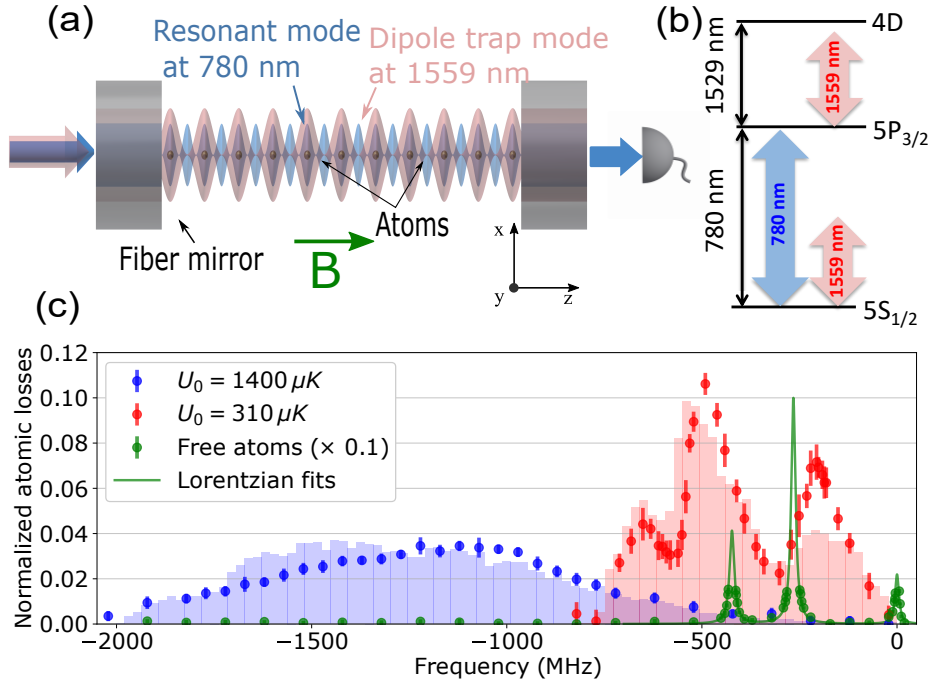 (a)
Resonant mode
at 780 nm
Dipole trap mode
at 1559 nm
Atoms
Fiber mirror
B
x
y
z
(b)
4D
1529 nm
1559 nm
5P3/2
780 nm
780 nm
1559 nm
5S1/2
(c)
Normalized atomic losses
0.12
0.10
0.08
0.06
0.04
0.02
0.00
U0 = 1400 μK
U0 = 310 μK
Free atoms (× 0.1)
Lorentzian fits
−2000
−1500
−1000
−500
0
Frequency (MHz)